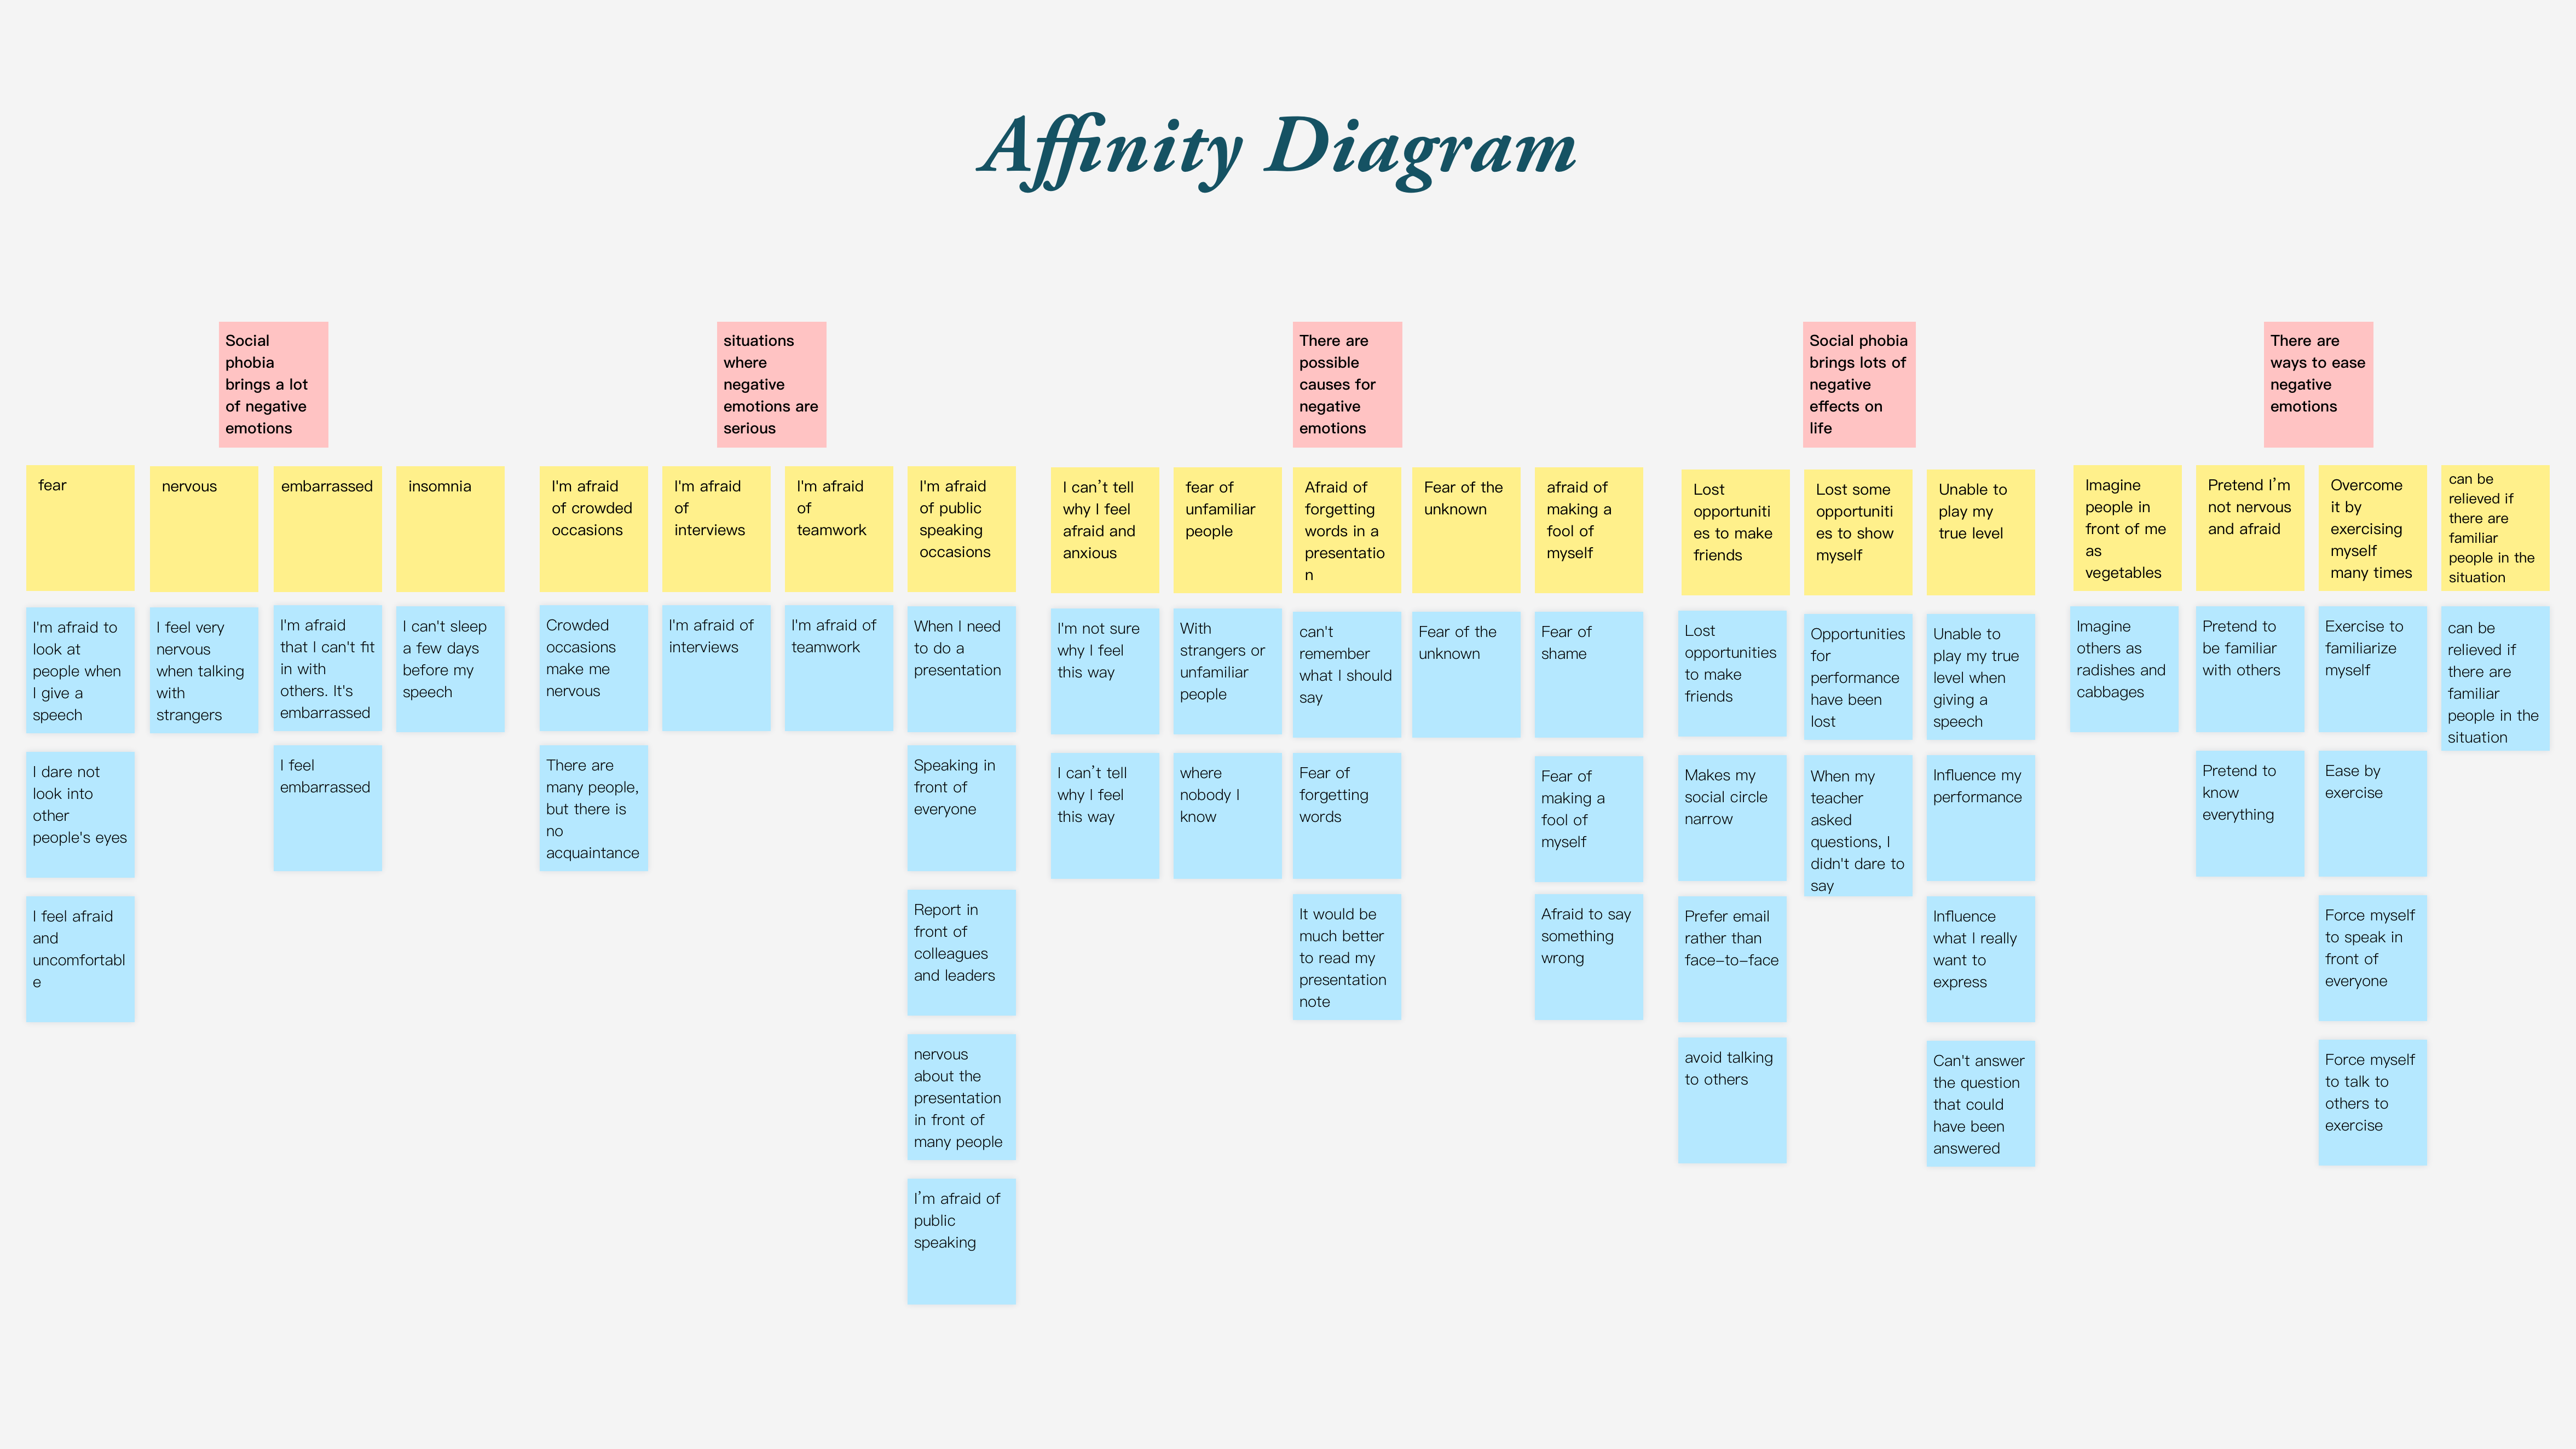 Affinity Diagram
Social
phobia
brings a lot
of negative
emotions
situations
where
negative
emotions are
serious
There are
possible
causes for
negative
emotions
Social phobia
brings lots of
negative
effects on
life
There are
ways to ease
negative
emotions
fear
nervous
embarrassed
insomnia
I'm afraid
of crowded
occasions
I'm afraid
of
interviews
I'm afraid
of
teamwork
I'm afraid
of public
speaking
occasions
I can’t tell
why I feel
afraid and
anxious
fear of
unfamiliar
people
Afraid of
forgetting
words in a
presentatio
n
Fear of the
unknown
afraid of
making a
fool of
myself
Lost
opportuniti
es to make
friends
Lost some
opportuniti
es to show
myself
Unable to
play my
true level
Imagine
people in
front of me
as
vegetables
Pretend I’m
not nervous
and afraid
Overcome
it by
exercising
myself
many times
can be
relieved if
there are
familiar
people in the
situation
I'm afraid to
look at
people when
I give a
speech
I feel very
nervous
when talking
with
strangers
I'm afraid
that I can't fit
in with
others. It's
embarrassed
I can't sleep
a few days
before my
speech
Crowded
occasions
make me
nervous
I'm afraid of
interviews
I'm afraid of
teamwork
When I need
to do a
presentation
I'm not sure
why I feel
this way
With
strangers or
unfamiliar
people
can't
remember
what I should
say
Fear of the
unknown
Fear of
shame
Lost
opportunities
to make
friends
Opportunities
for
performance
have been
lost
Unable to
play my true
level when
giving a
speech
Imagine
others as
radishes and
cabbages
Pretend to
be familiar
with others
Exercise to
familiarize
myself
can be
relieved if
there are
familiar
people in the
situation
I dare not
look into
other
people's eyes
I feel
embarrassed
There are
many people,
but there is
no
acquaintance
Speaking in
front of
everyone
I can’t tell
why I feel
this way
where
nobody I
know
Fear of
forgetting
words
Fear of
making a
fool of
myself
Makes my
social circle
narrow
When my
teacher
asked
questions, I
didn't dare to
say
Influence my
performance
Pretend to
know
everything
Ease by
exercise
I feel afraid
and
uncomfortabl
e
Report in
front of
colleagues
and leaders
It would be
much better
to read my
presentation
note
Afraid to say
something
wrong
Prefer email
rather than
face-to-face
Influence
what I really
want to
express
Force myself
to speak in
front of
everyone
nervous
about the
presentation
in front of
many people
avoid talking
to others
Can't answer
the question
that could
have been
answered
Force myself
to talk to
others to
exercise
I’m afraid of
public
speaking